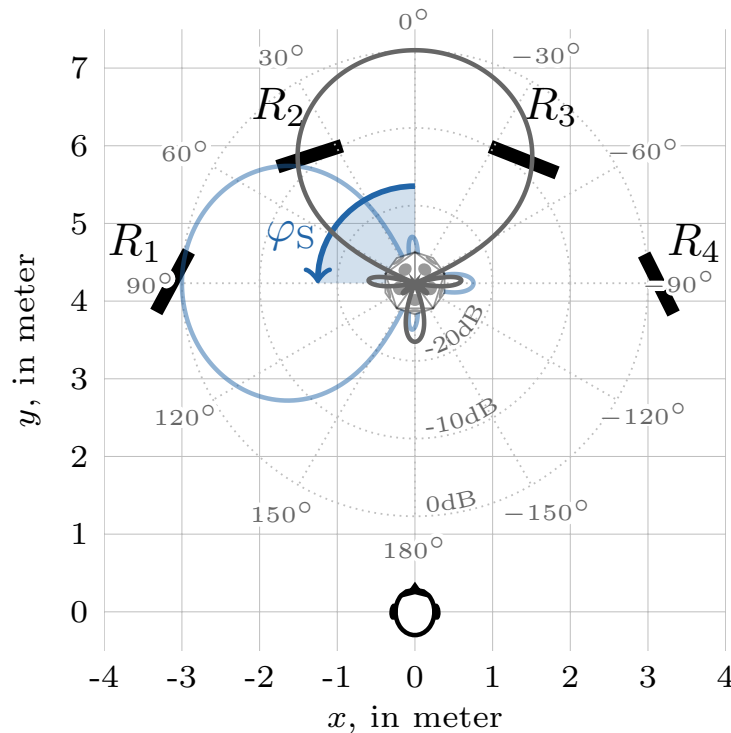 0°
30°
−30°
7
R₂
R₃
6
60°
−60°
5
φ_S
R₁
R₄
90°
−90°
4
-20dB
3
120°
-10dB
−120°
2
150°
0dB
−150°
1
180°
0
-4 -3 -2 -1 0 1 2 3 4
x, in meter
y, in meter